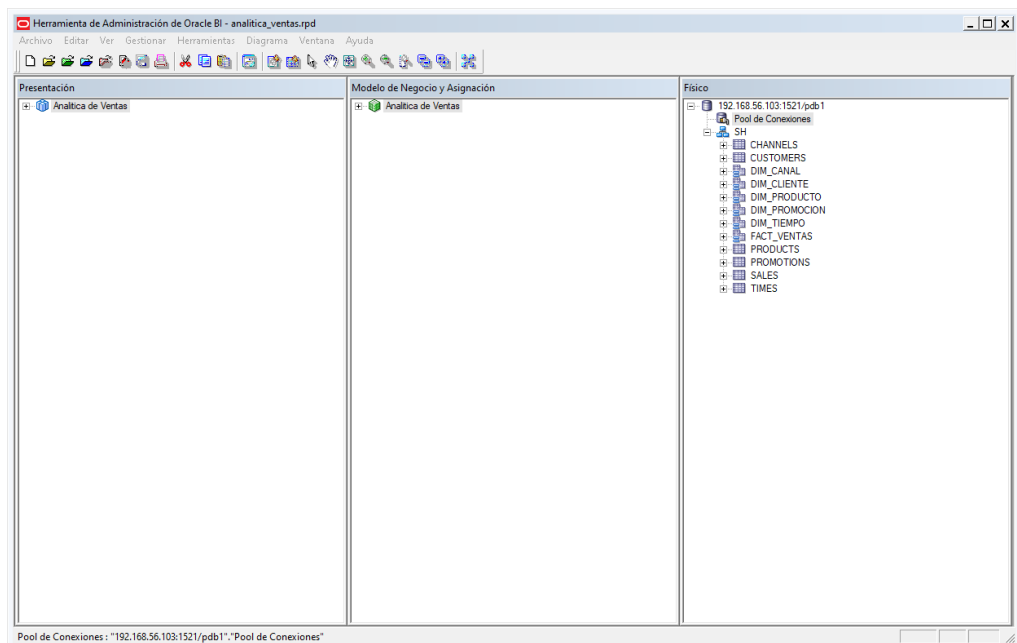 Herramienta de Administración de Oracle BI - analitica_ventas.rpd
Archivo Editar Ver Gestionar Herramientas Diagrama Ventana Ayuda
Presentación
Analitica de Ventas
Modelo de Negocio y Asignación
Analitica de Ventas
Físico
192.168.56.103:1521/pdb1
Pool de Conexiones
SH
CHANNELS
CUSTOMERS
DIM_CANAL
DIM_CLIENTE
DIM_PRODUCTO
DIM_PROMOCION
DIM_TIEMPO
FACT_VENTAS
PRODUCTS
PROMOTIONS
SALES
TIMES
Pool de Conexiones : "192.168.56.103:1521/pdb1"."Pool de Conexiones"